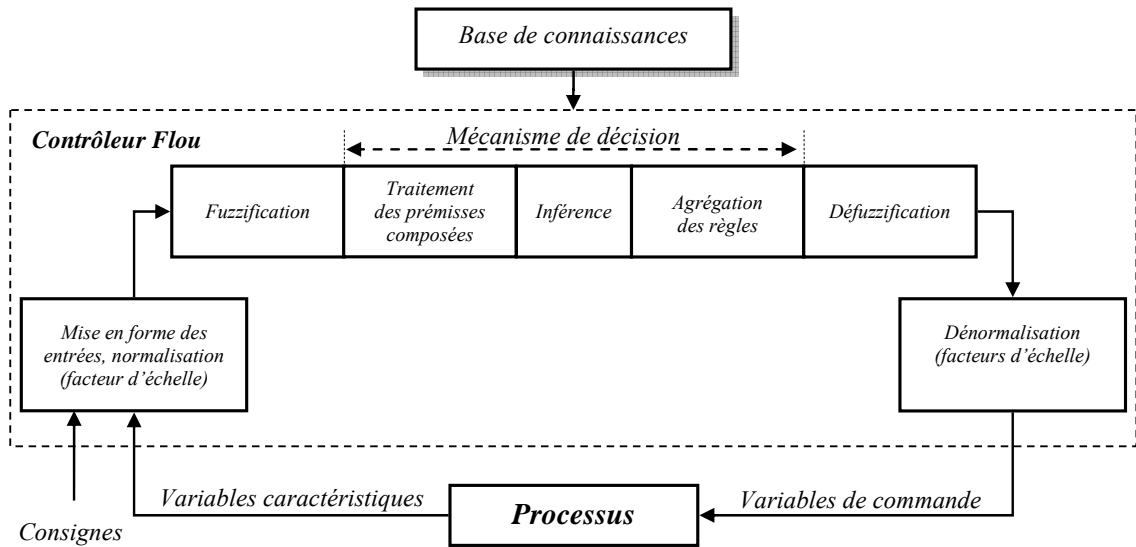 Base de connaissances
Contrôleur Flou
Mécanisme de décision
Fuzzification
Traitement
des prémisses
composées
Inférence
Agrégation
des règles
Défuzzification
Mise en forme des
entrées, normalisation
(facteur d’échelle)
Dénormalisation
(facteurs d’échelle)
Variables caractéristiques
Processus
Variables de commande
Consignes